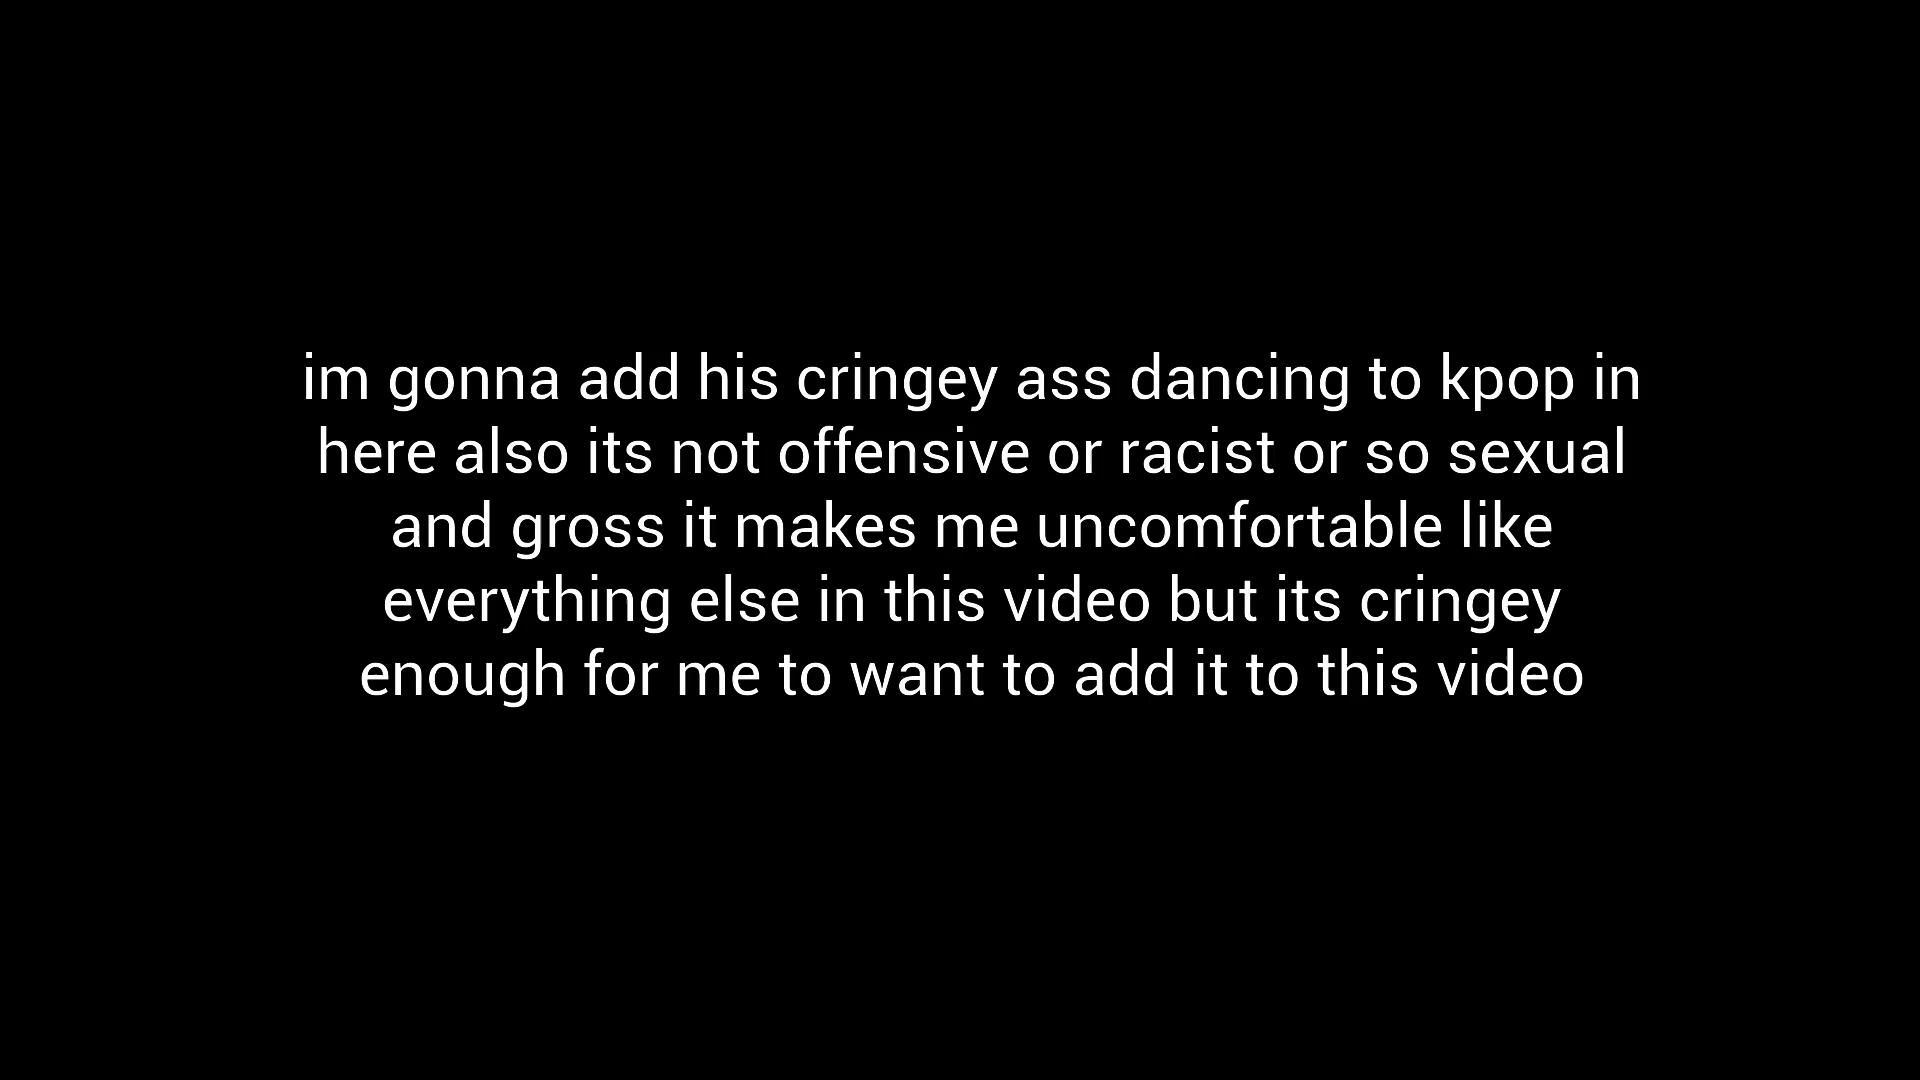 im gonna add his cringey ass dancing to kpop in
here also its not offensive or racist or so sexual
and gross it makes me uncomfortable like
everything else in this video but its cringey
enough for me to want to add it to this video